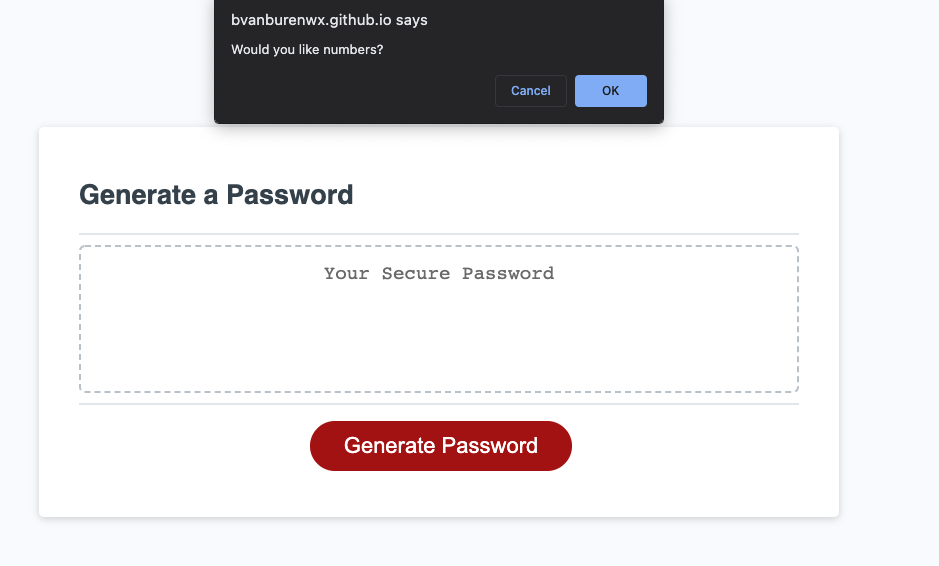 bvanburenwx.github.io says
Would you like numbers?
Cancel OK
Generate a Password
Your Secure Password
Generate Password